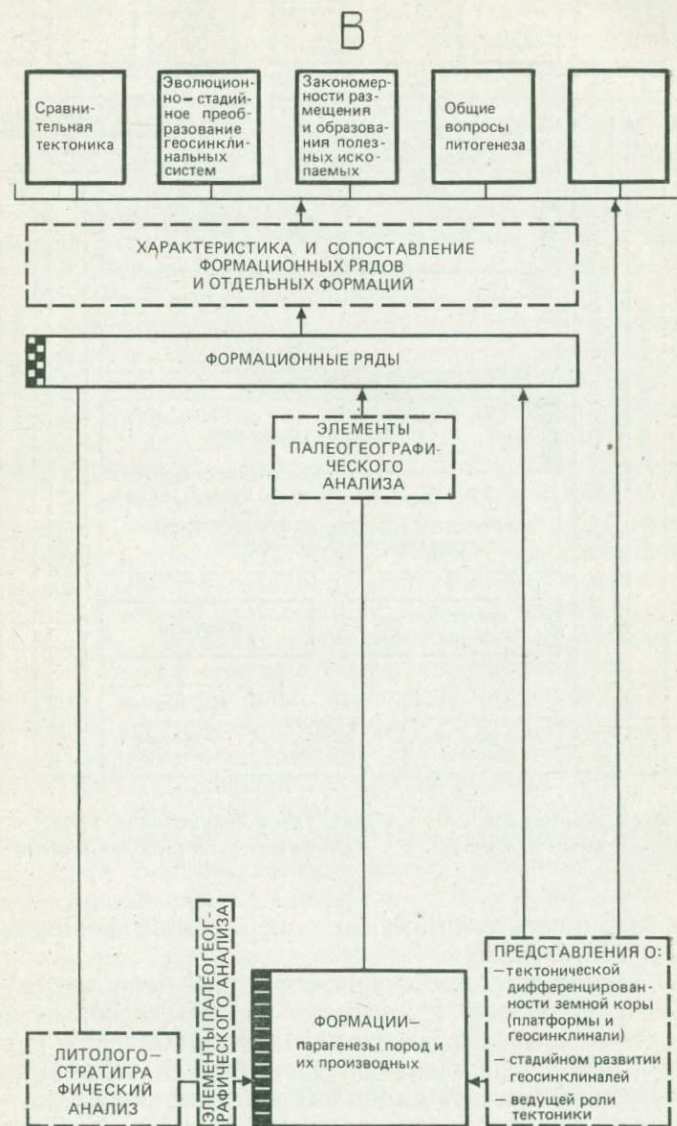 В
Сравни-
тельная
тектоника
Эволюцион-
но–стадий-
ное преоб-
разование
геосинкли-
нальных
систем
Закономер-
ности раз-
мещения
и образова-
ния полез-
ных иско-
паемых
Общие
вопросы
литогенеза
ХАРАКТЕРИСТИКА И СОПОСТАВЛЕНИЕ
ФОРМАЦИОННЫХ РЯДОВ
И ОТДЕЛЬНЫХ ФОРМАЦИЙ
ФОРМАЦИОННЫЕ РЯДЫ
ЭЛЕМЕНТЫ
ПАЛЕОГЕОГРАФИ-
ЧЕСКОГО
АНАЛИЗА
ЛИТОЛОГО–
СТРАТИГРА
ФИЧЕСКИЙ
АНАЛИЗ
ЭЛЕМЕНТЫ ПАЛЕОГЕОГ-
РАФИЧЕСКОГО АНАЛИЗА
ФОРМАЦИИ–
парагенезы пород и
их производных
ПРЕДСТАВЛЕНИЯ О:
–тектонической
дифференцирован-
ности земной коры
(платформы и
геосинклинали)
– стадийном развитии
геосинклиналей
– ведущей роли
тектоники